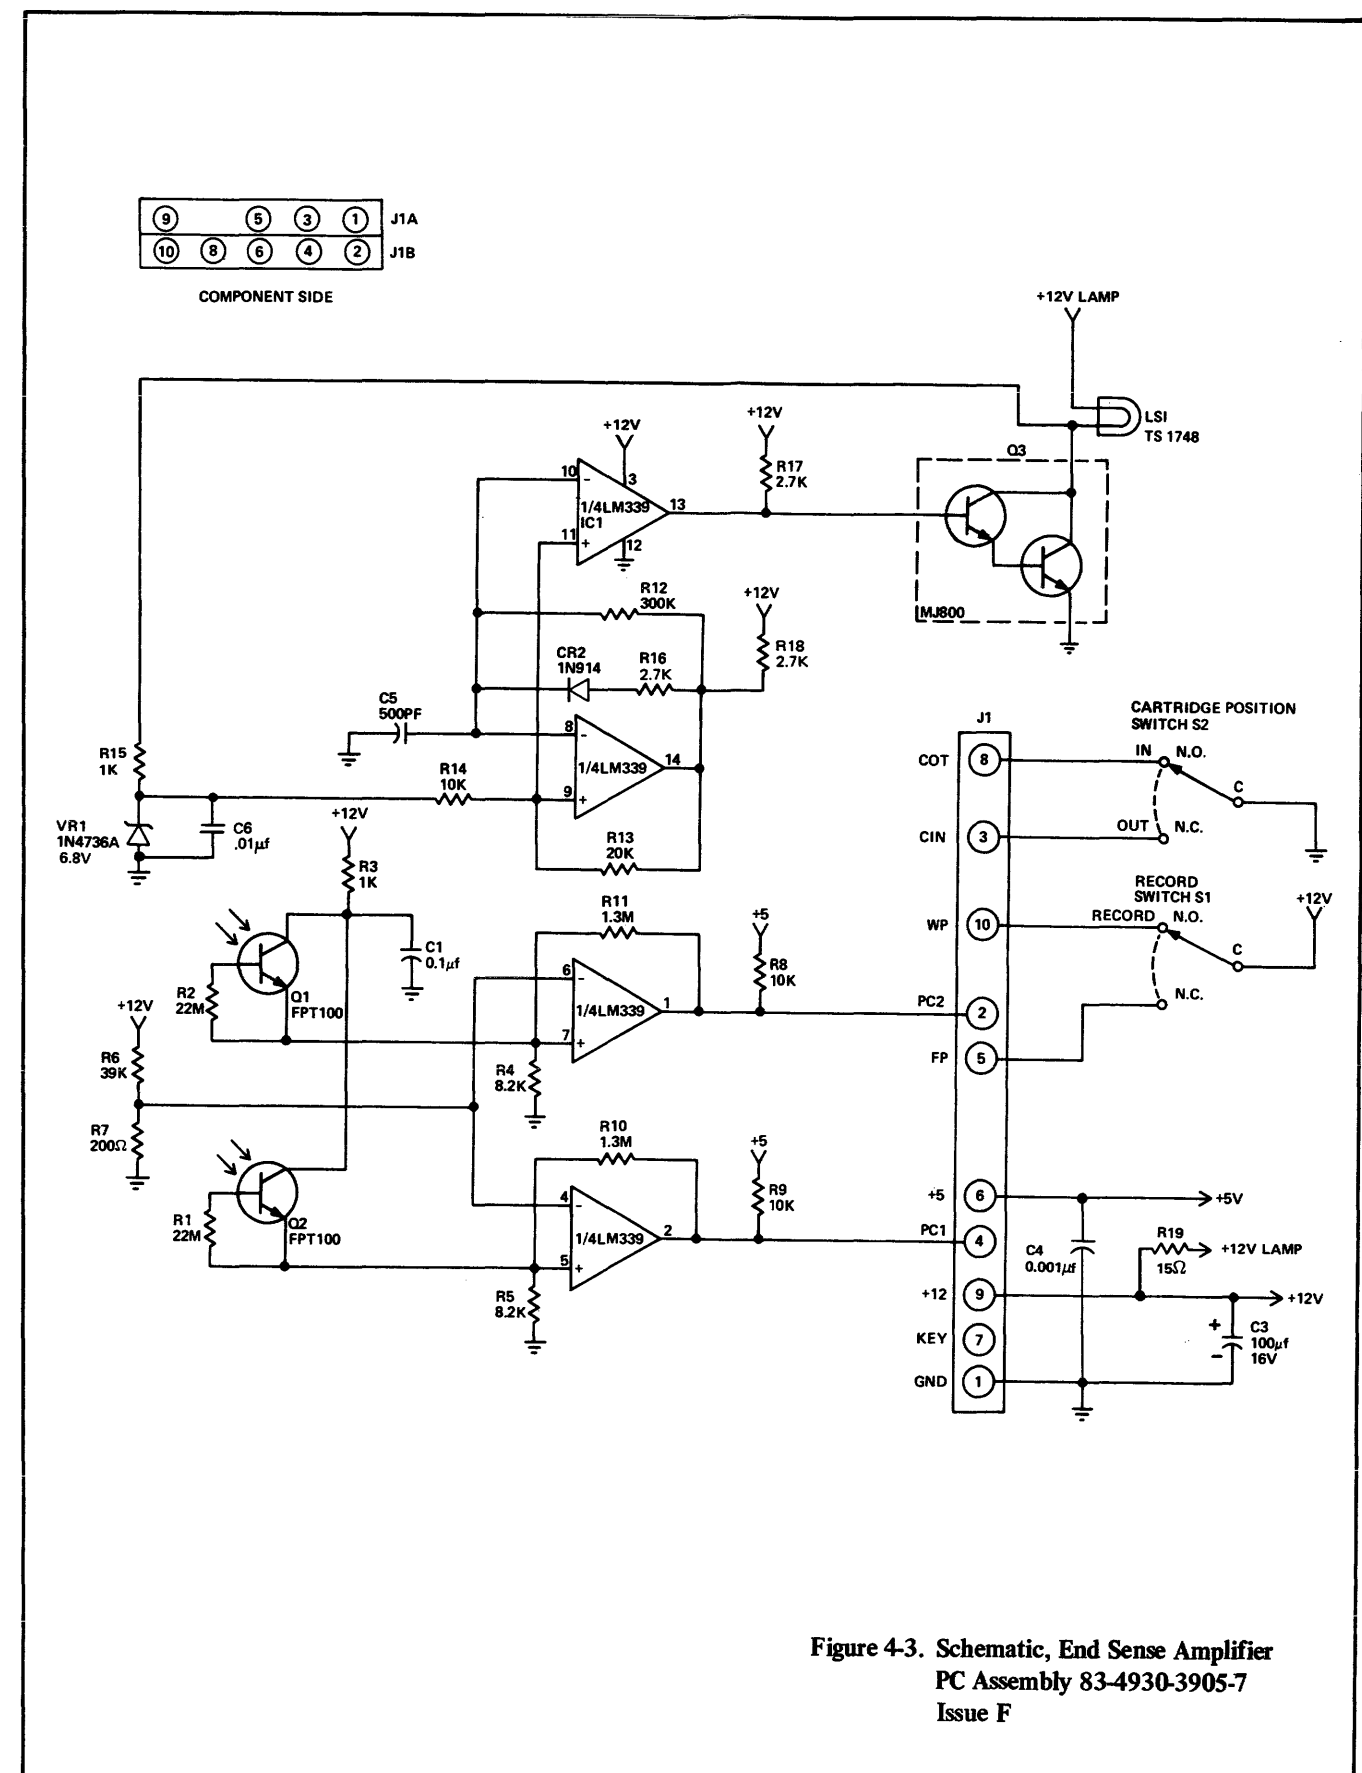 9 5 3 1 J1A
10 8 6 4 2 J1B
COMPONENT SIDE
+12V LAMP
LSI
TS 1748
+12V
+12V
R17
2.7K
Q3
10
-
3
1/4LM339
IC1
13
11
+
12
MJ800
R12
300K
+12V
R18
2.7K
CR2
1N914
R16
2.7K
C5
500PF
8
-
1/4LM339
14
9
+
R15
1K
R14
10K
VR1
1N4736A
6.8V
C6
.01μf
R13
20K
+12V
R3
1K
C1
0.1μf
R11
1.3M
+5
R8
10K
Q1
FPT100
R2
22M
6
-
1/4LM339
1
7
+
+12V
R6
39K
R4
8.2K
R7
200Ω
R10
1.3M
+5
R9
10K
R1
22M
Q2
FPT100
4
-
1/4LM339
2
5
+
R5
8.2K
J1
COT 8
CIN 3
WP 10
PC2 2
FP 5
+5 6
PC1 4
+12 9
KEY 7
GND 1
CARTRIDGE POSITION
SWITCH S2
IN N.O.
C
OUT N.C.
RECORD
SWITCH S1
RECORD N.O.
+12V
C
N.C.
+5V
C4
0.001μf
R19
15Ω
+12V LAMP
+12V
+
-
C3
100μf
16V
Figure 4-3. Schematic, End Sense Amplifier
PC Assembly 83-4930-3905-7
Issue F